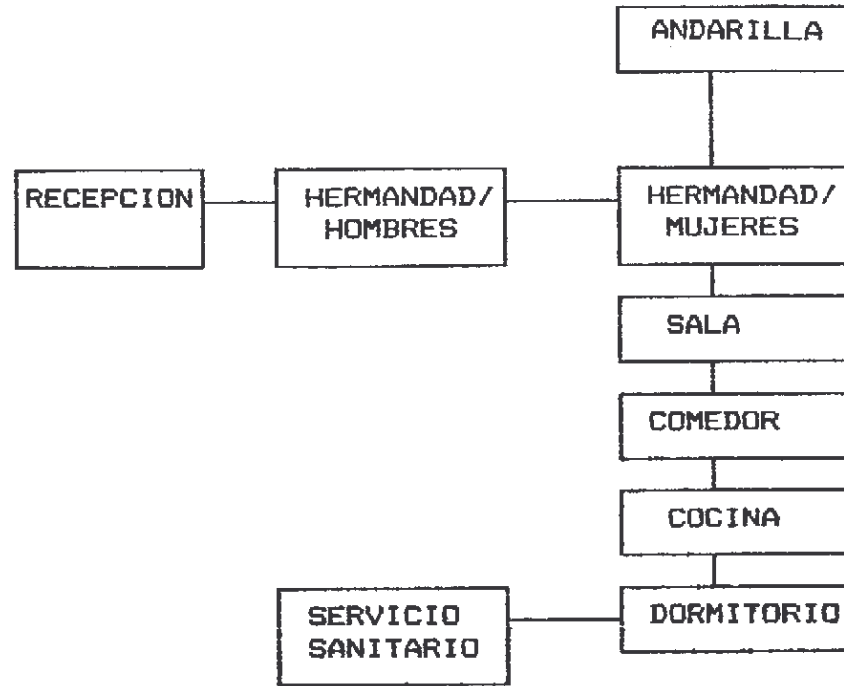 ANDARILLA
RECEPCION
HERMANDAD/
HOMBRES
HERMANDAD/
MUJERES
SALA
COMEDOR
COCINA
SERVICIO
SANITARIO
DORMITORIO